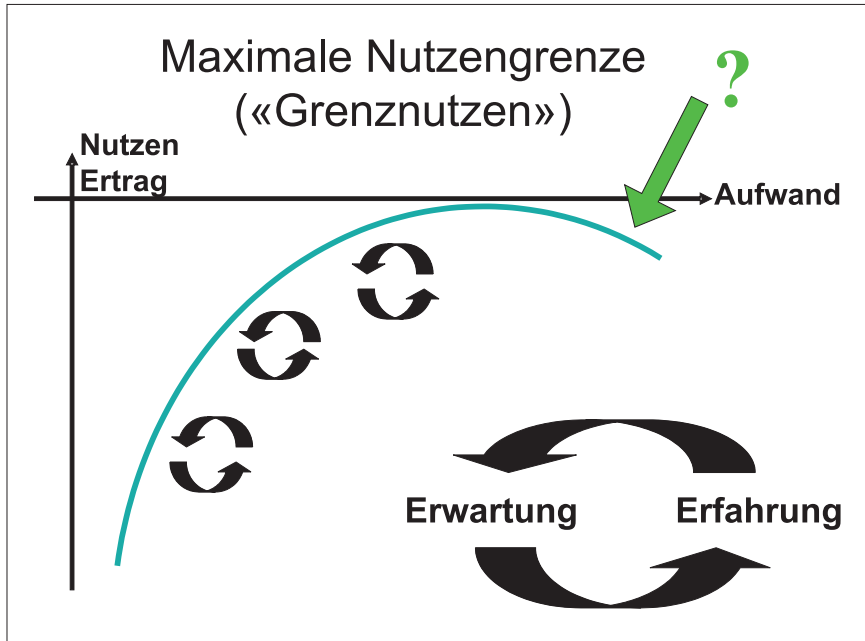 Maximale Nutzengrenze
(«Grenznutzen»)
?
Nutzen
Ertrag
Aufwand
Erwartung
Erfahrung